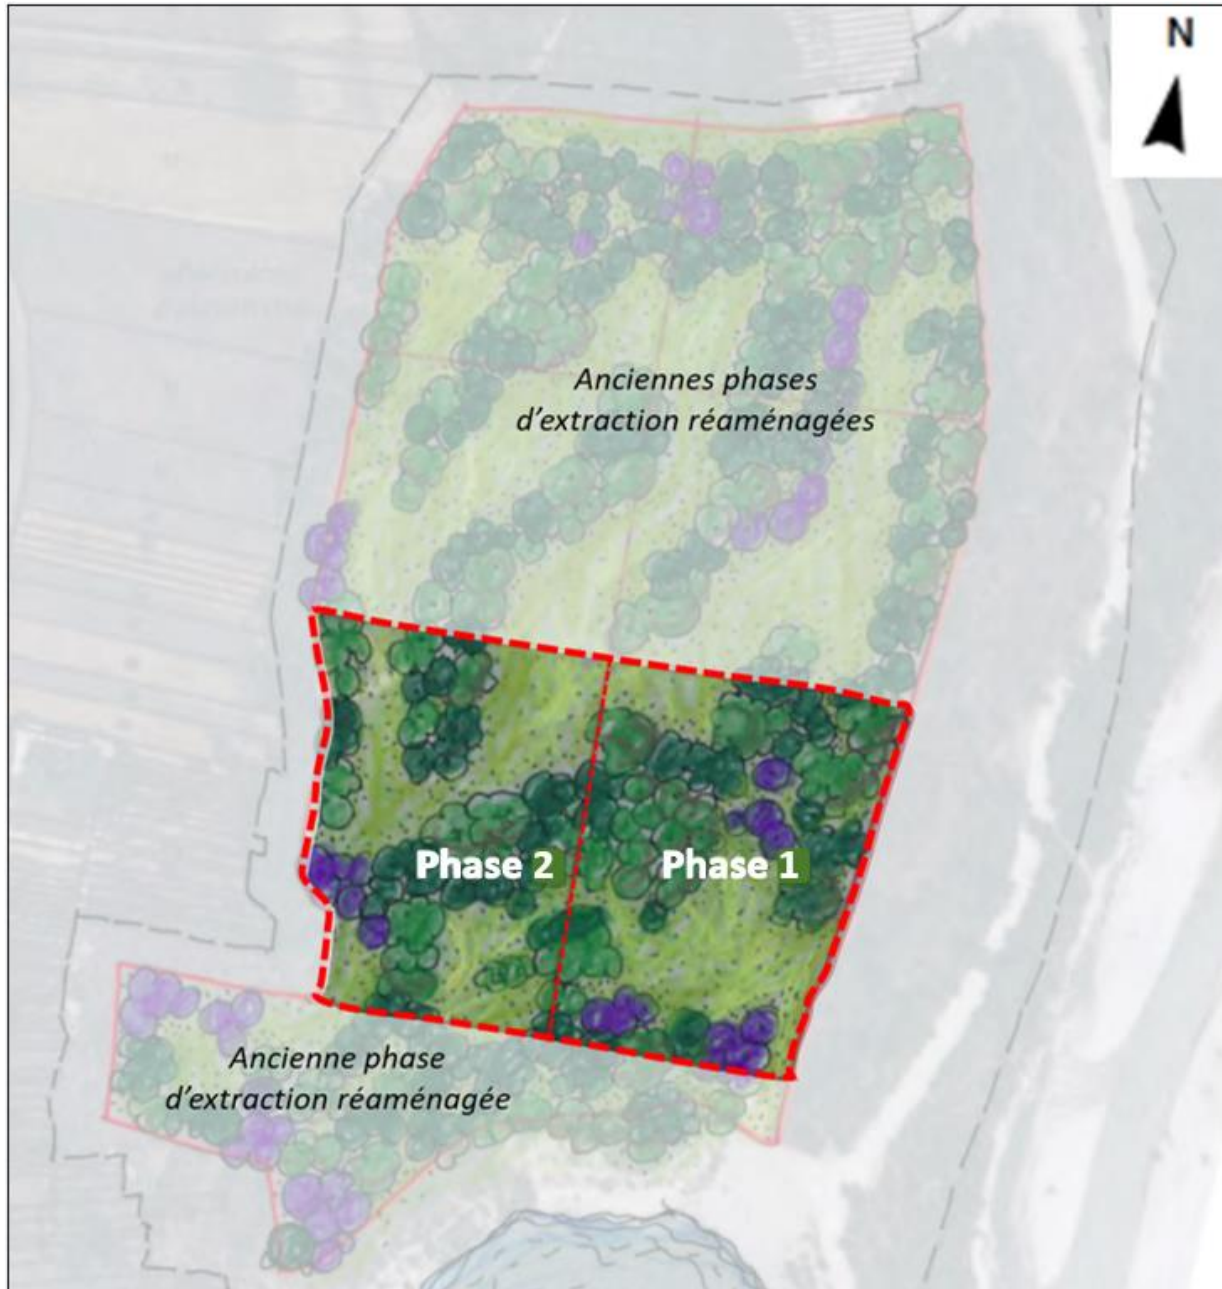 N
Anciennes phases
d'extraction réaménagées
Phase 2
Phase 1
Ancienne phase
d'extraction réaménagée